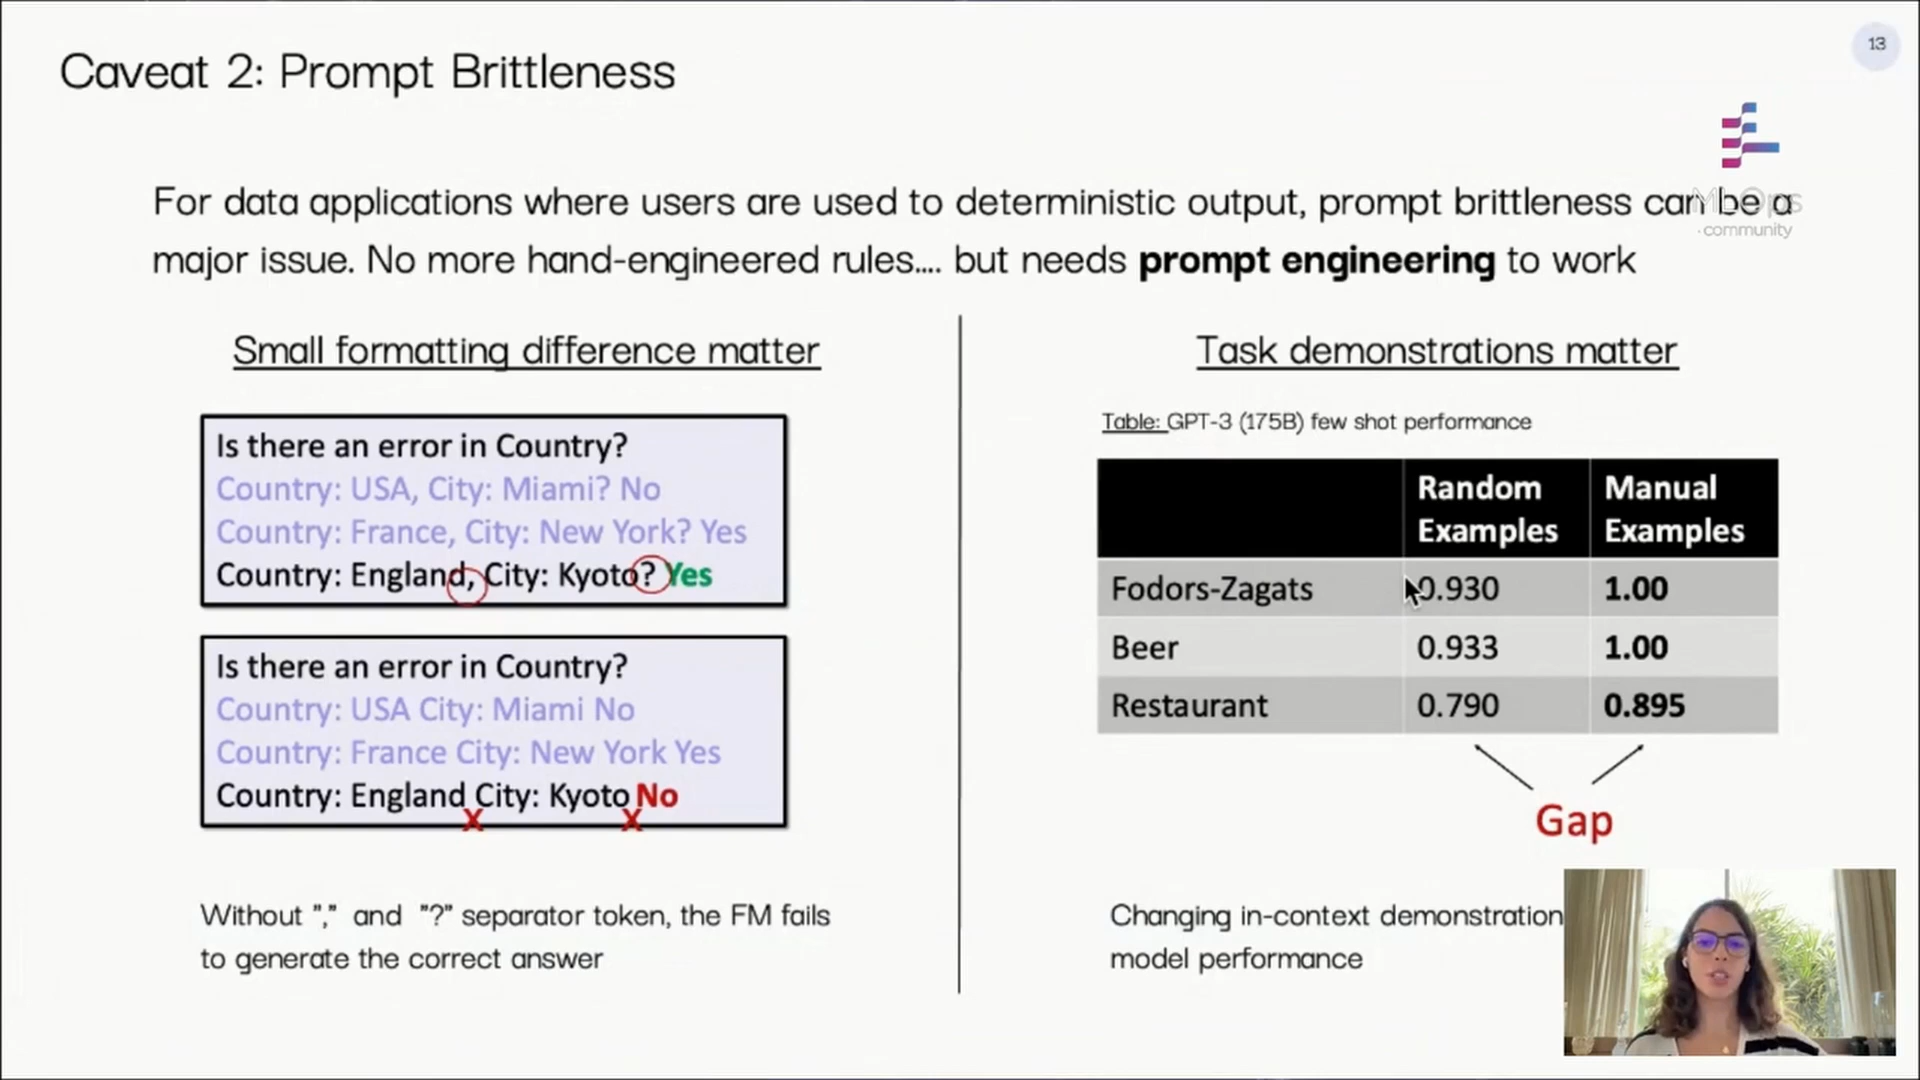 13
Caveat 2: Prompt Brittleness
MLOps
.community
For data applications where users are used to deterministic output, prompt brittleness can be a
major issue. No more hand-engineered rules.... but needs prompt engineering to work
Small formatting difference matter
Is there an error in Country?
Country: USA, City: Miami? No
Country: France, City: New York? Yes
Country: England, City: Kyoto? Yes
Is there an error in Country?
Country: USA City: Miami No
Country: France City: New York Yes
Country: England City: Kyoto No
X X
Without "," and "?" separator token, the FM fails
to generate the correct answer
Task demonstrations matter
Table: GPT-3 (175B) few shot performance
Random Examples Manual Examples
Fodors-Zagats 0.930 1.00
Beer 0.933 1.00
Restaurant 0.790 0.895
Gap
Changing in-context demonstration
model performance